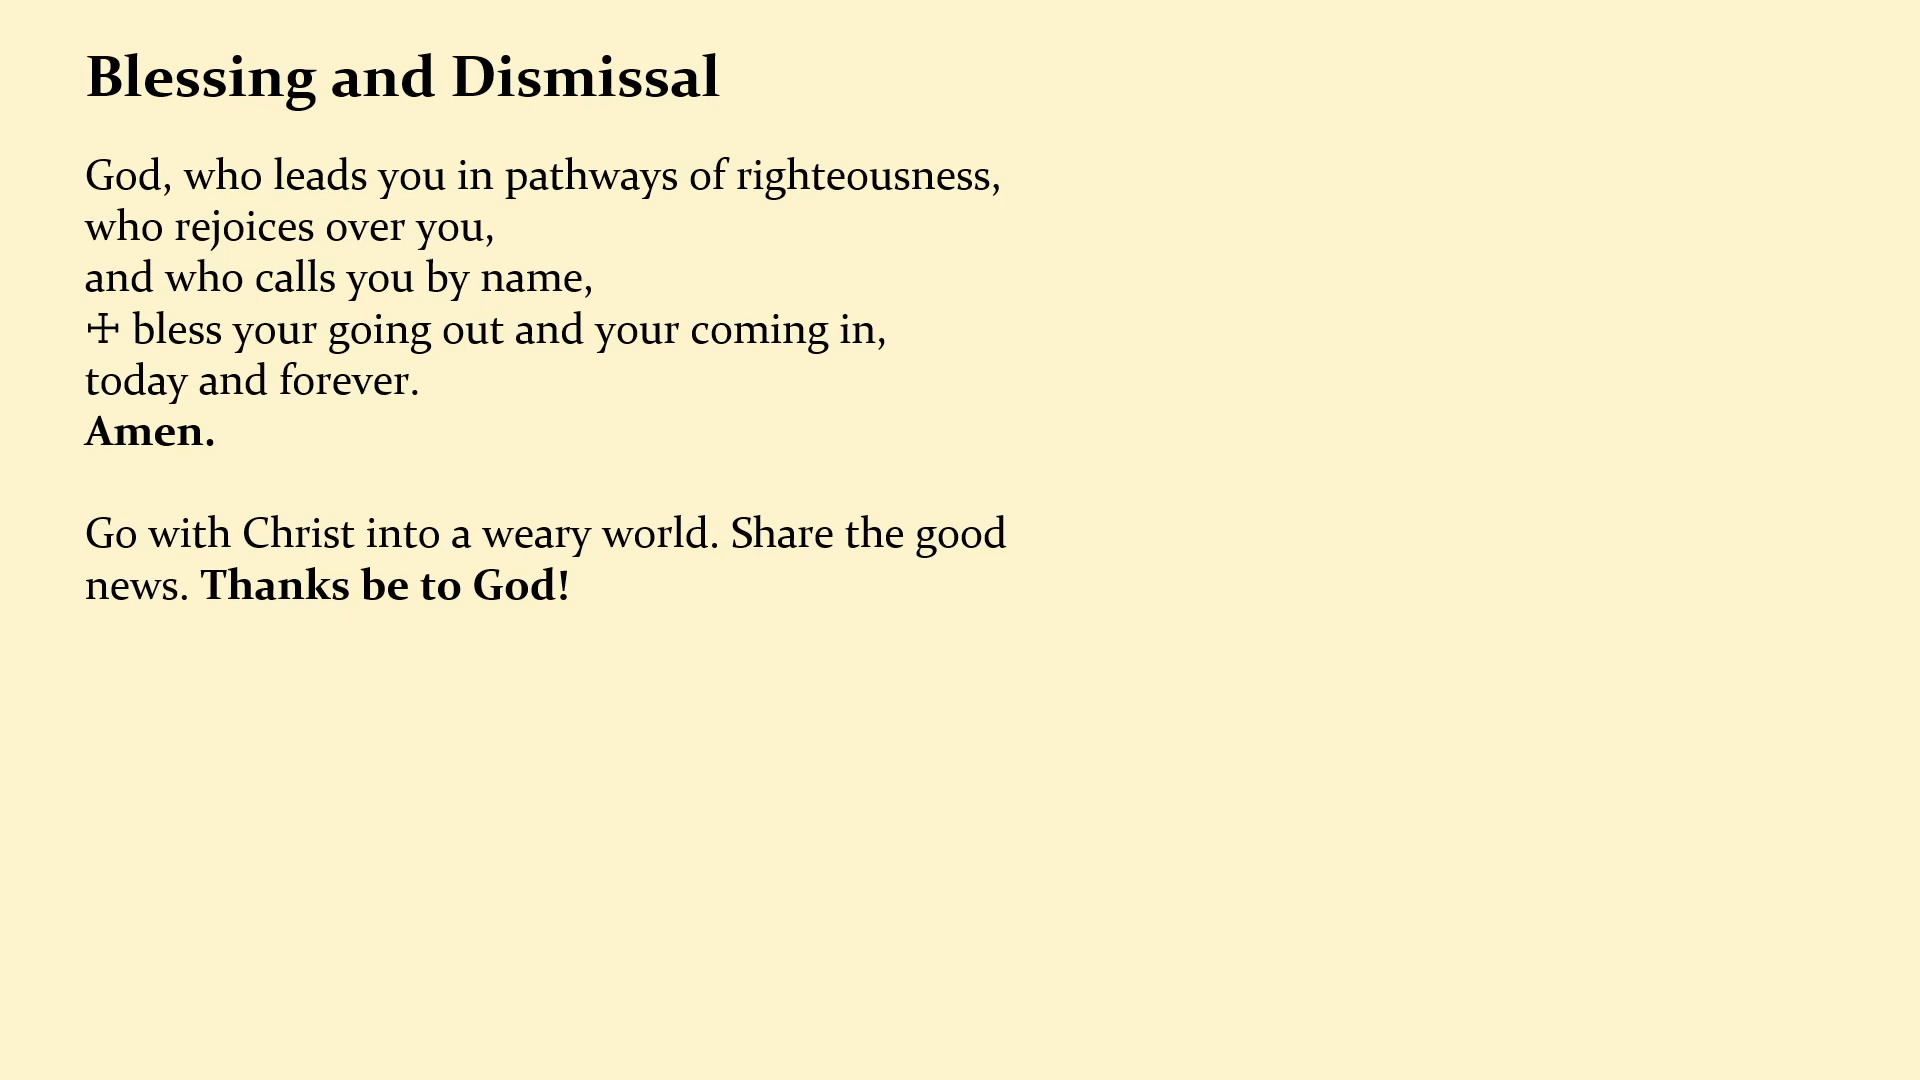 Blessing and Dismissal
God, who leads you in pathways of righteousness,
who rejoices over you,
and who calls you by name,
☩ bless your going out and your coming in,
today and forever.
Amen.
Go with Christ into a weary world. Share the good
news. Thanks be to God!